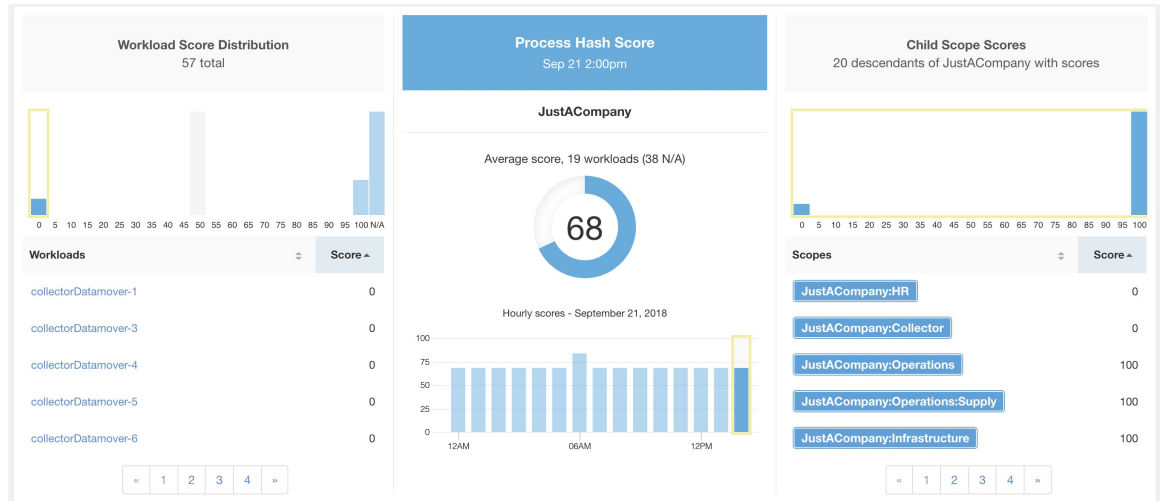 Workload Score Distribution
57 total
0 5 10 15 20 25 30 35 40 45 50 55 60 65 70 75 80 85 90 95 100 N/A
Workloads Score
collectorDatamover-1 0
collectorDatamover-3 0
collectorDatamover-4 0
collectorDatamover-5 0
collectorDatamover-6 0
« 1 2 3 4 »
Process Hash Score
Sep 21 2:00pm
JustACompany
Average score, 19 workloads (38 N/A)
68
Hourly scores - September 21, 2018
100
75
50
25
0
12AM 06AM 12PM
Child Scope Scores
20 descendants of JustACompany with scores
0 5 10 15 20 25 30 35 40 45 50 55 60 65 70 75 80 85 90 95 100
Scopes Score
JustACompany:HR 0
JustACompany:Collector 0
JustACompany:Operations 100
JustACompany:Operations:Supply 100
JustACompany:Infrastructure 100
« 1 2 3 4 »